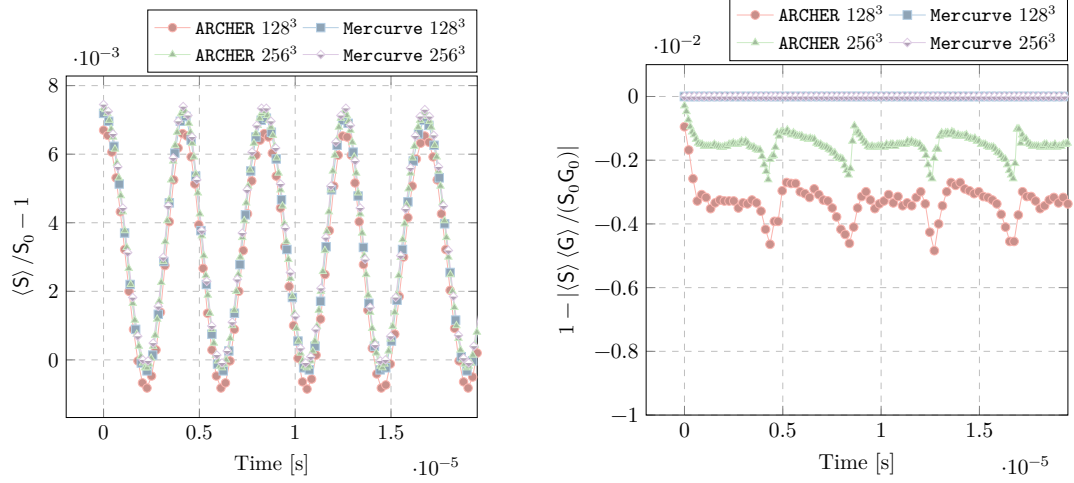 ARCHER 128³ Mercurve 128³
ARCHER 256³ Mercurve 256³
·10⁻³
8
6
4
2
0
⟨S⟩ /S₀ − 1
0 0.5 1 1.5
Time [s]
·10⁻⁵
ARCHER 128³ Mercurve 128³
ARCHER 256³ Mercurve 256³
·10⁻²
0
−0.2
−0.4
−0.6
−0.8
−1
1 − |⟨S⟩ ⟨G⟩ /(S₀G₀)|
0 0.5 1 1.5
Time [s]
·10⁻⁵